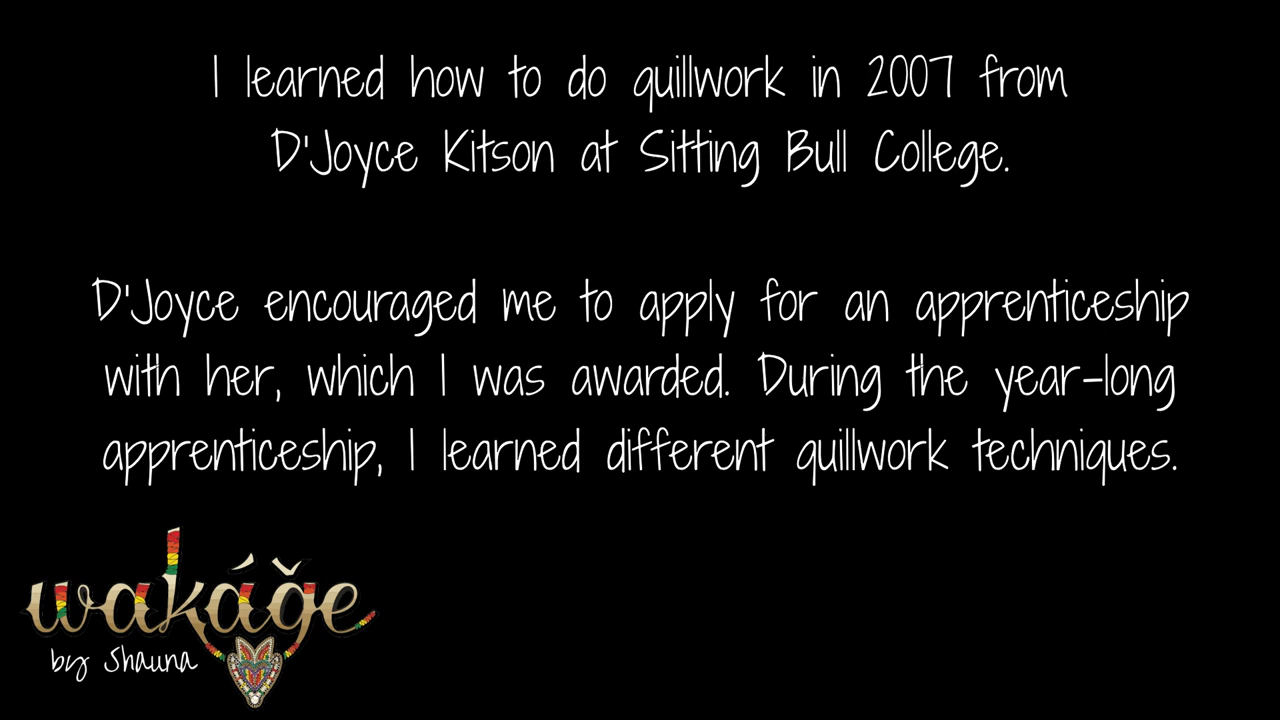 I learned how to do quillwork in 2007 from
D'Joyce Kitson at Sitting Bull College.
D'Joyce encouraged me to apply for an apprenticeship
with her, which I was awarded. During the year-long
apprenticeship, I learned different quillwork techniques.
wakáǧe
by Shauna